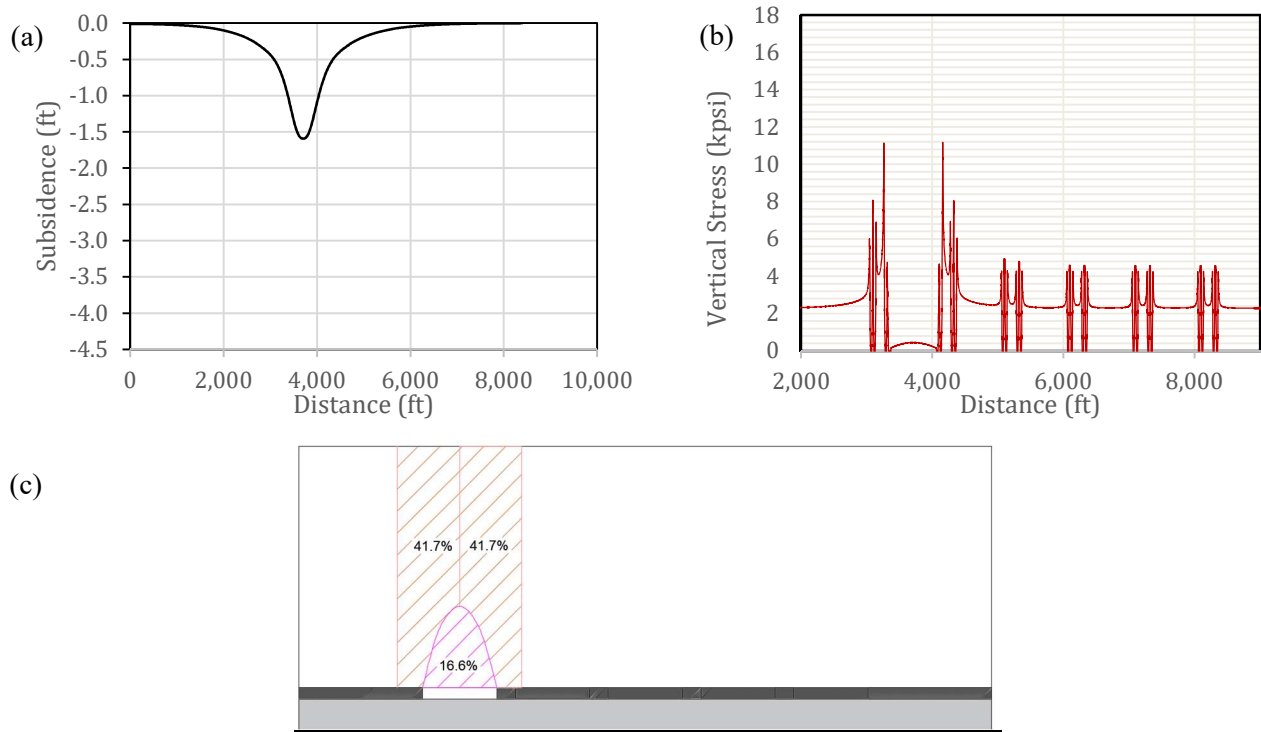 (a)
0.0
-0.5
-1.0
-1.5
-2.0
-2.5
-3.0
-3.5
-4.0
-4.5
Subsidence (ft)
0 2,000 4,000 6,000 8,000 10,000
Distance (ft)
(b)
18
16
14
12
10
8
6
4
2
0
Vertical Stress (kpsi)
2,000 4,000 6,000 8,000
Distance (ft)
(c)
41.7% 41.7%
16.6%